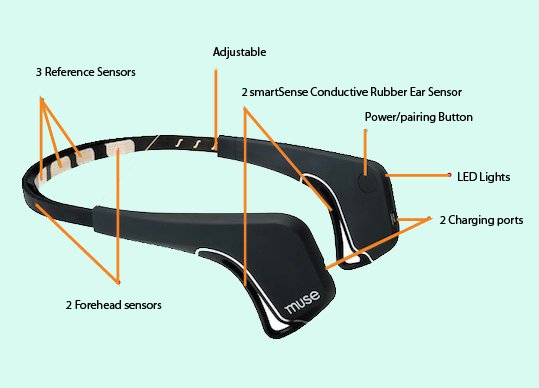 Adjustable
3 Reference Sensors
2 smartSense Conductive Rubber Ear Sensor
Power/pairing Button
LED Lights
2 Charging ports
2 Forehead sensors
muse